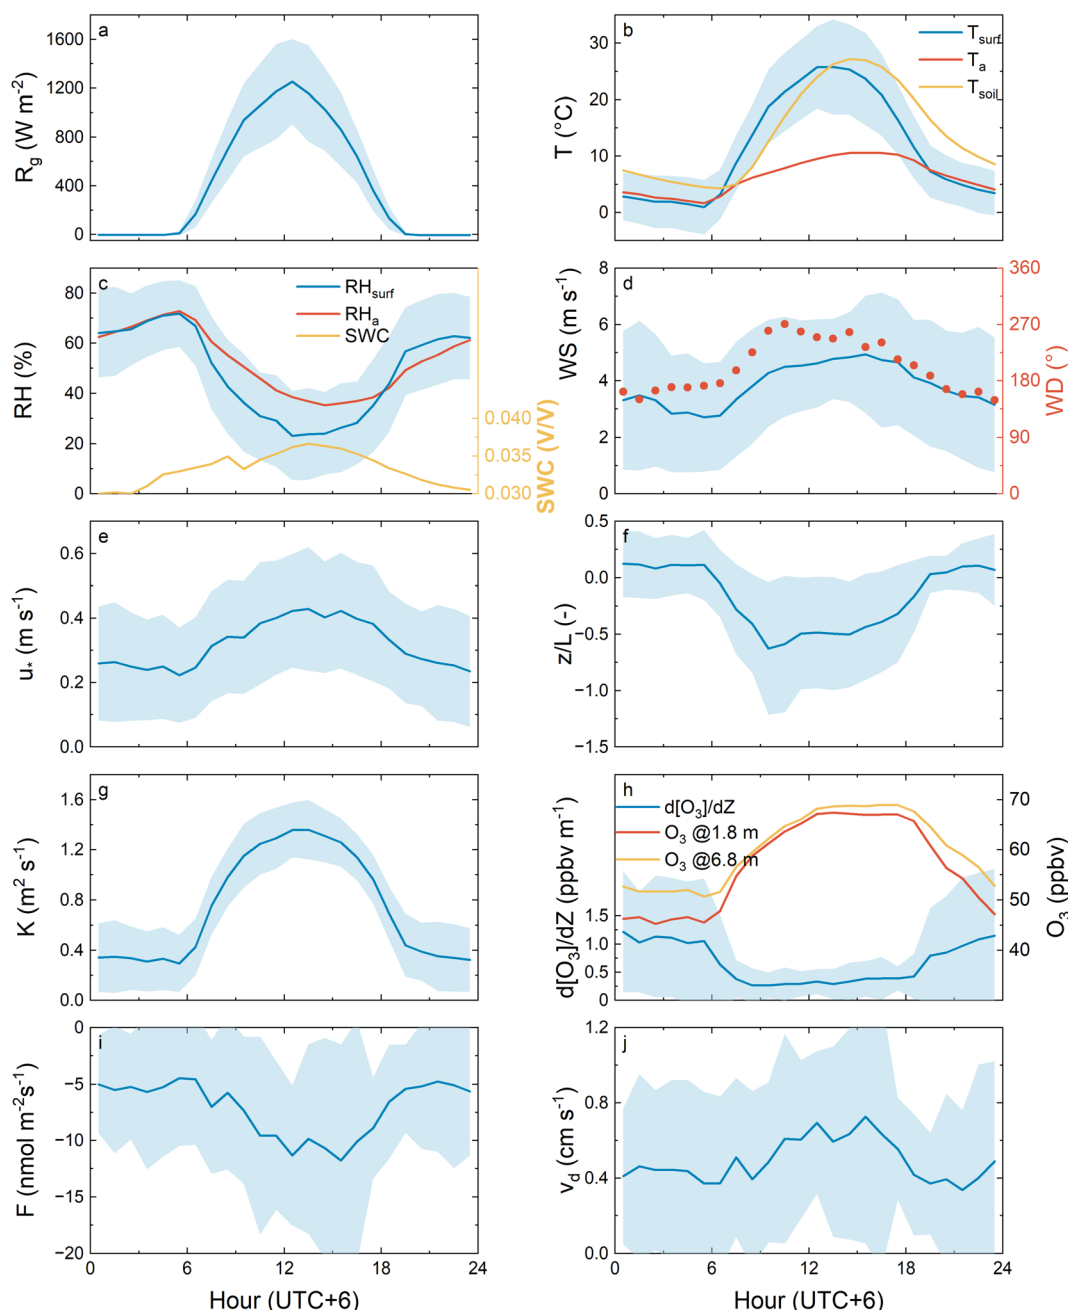 a
1600
1200
800
400
0
R_g (W m⁻²)
b
T_surf
T_a
T_soil
30
20
10
0
T (°C)
c
RH_surf
RH_a
SWC
80
60
40
20
0
RH (%)
0.040
0.035
0.030
SWC (V/V)
d
8
6
4
2
0
WS (m s⁻¹)
360
270
180
90
0
WD (°)
e
0.6
0.4
0.2
0.0
u* (m s⁻¹)
f
0.5
0.0
−0.5
−1.0
−1.5
z/L (-)
g
1.6
1.2
0.8
0.4
0.0
K (m² s⁻¹)
h
d[O₃]/dZ
O₃ @1.8 m
O₃ @6.8 m
1.5
1.0
0.5
0
d[O₃]/dZ (ppbv m⁻¹)
70
60
50
40
O₃ (ppbv)
i
0
−5
−10
−15
−20
F (nmol m⁻²s⁻¹)
0 6 12 18 24
Hour (UTC+6)
j
1.2
0.8
0.4
0.0
v_d (cm s⁻¹)
0 6 12 18 24
Hour (UTC+6)